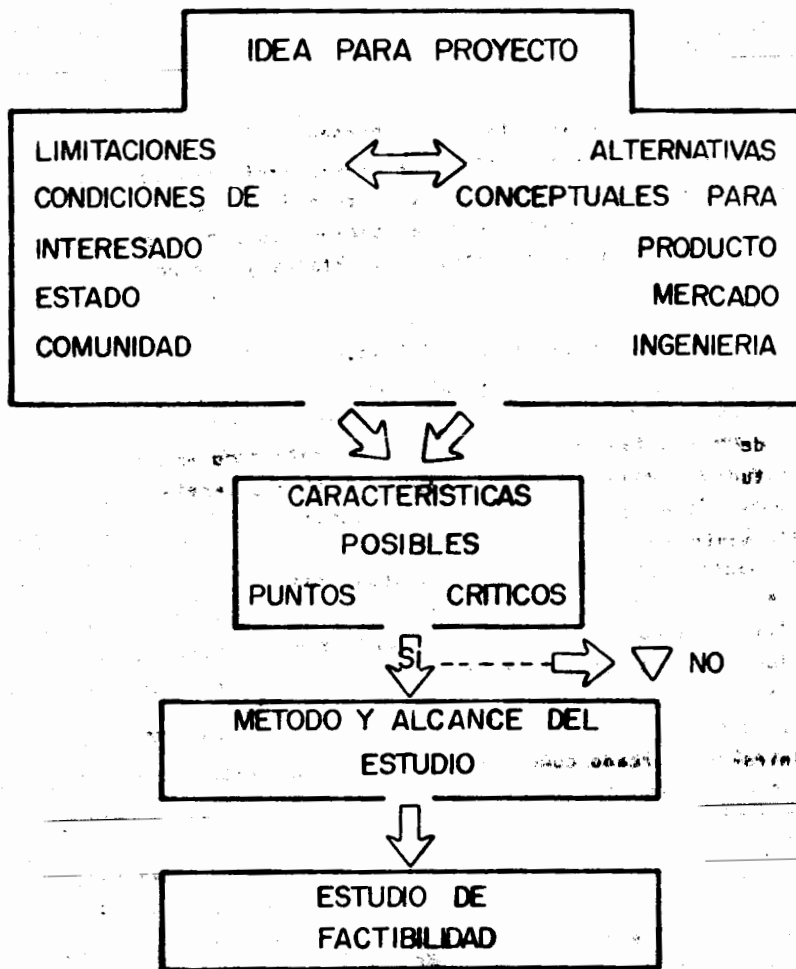 IDEA PARA PROYECTO
LIMITACIONES
CONDICIONES DE
INTERESADO
ESTADO
COMUNIDAD
ALTERNATIVAS
CONCEPTUALES PARA
PRODUCTO
MERCADO
INGENIERIA
CARACTERISTICAS
POSIBLES
PUNTOS CRITICOS
SI
NO
METODO Y ALCANCE DEL
ESTUDIO
ESTUDIO DE
FACTIBILIDAD